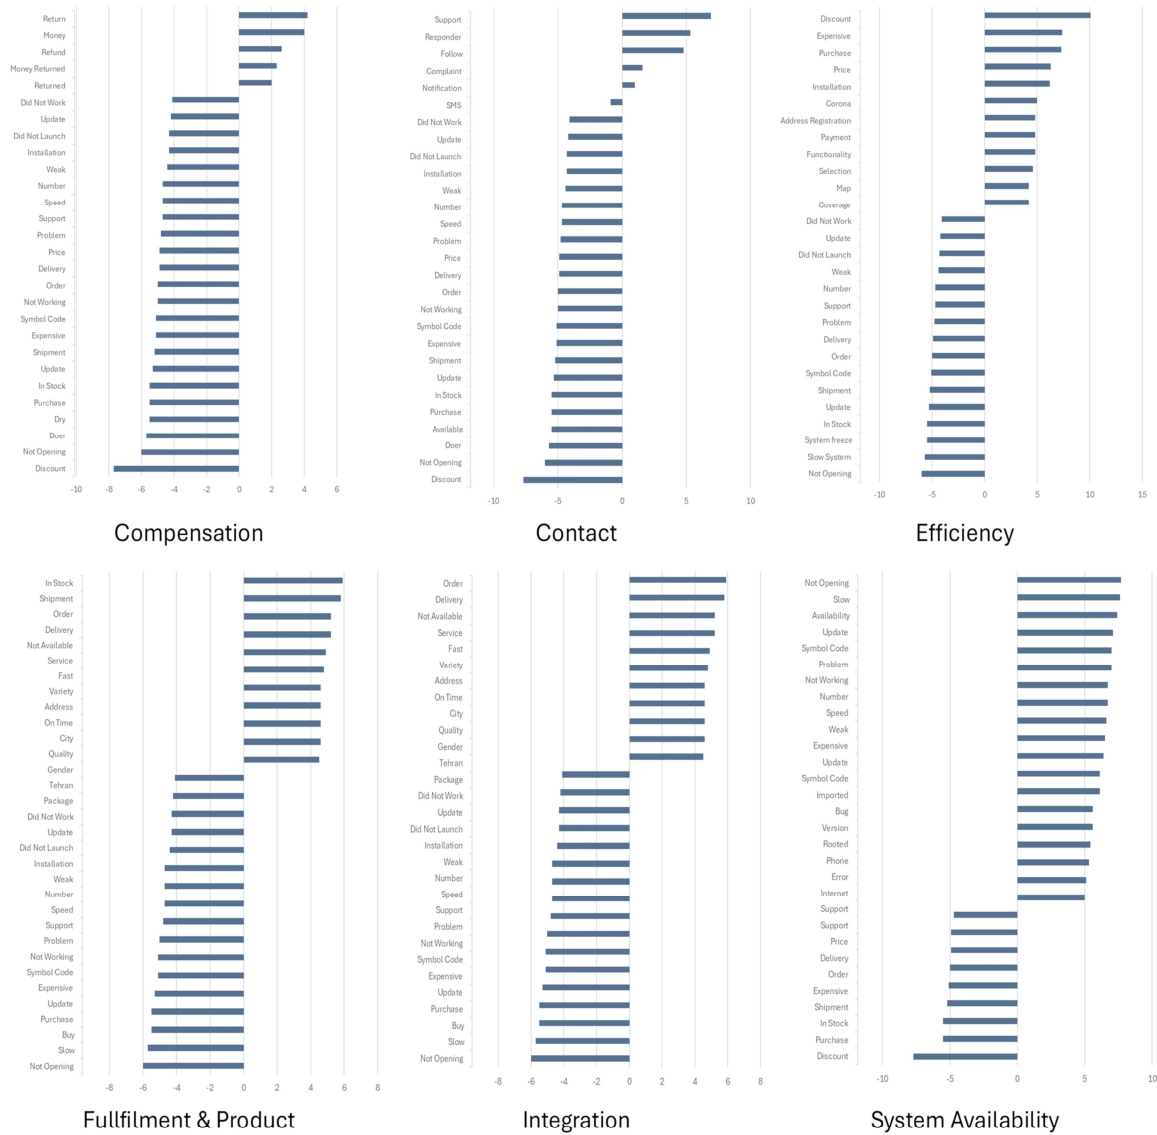 Return
Money
Refund
Money Returned
Returned
Did Not Work
Update
Did Not Launch
Installation
Weak
Number
Speed
Support
Problem
Price
Delivery
Order
Not Working
Symbol Code
Expensive
Shipment
Update
In Stock
Purchase
Dry
Doer
Not Opening
Discount
-10 -8 -6 -4 -2 0 2 4 6
Compensation
Support
Responder
Follow
Complaint
Notification
SMS
Did Not Work
Update
Did Not Launch
Installation
Weak
Number
Speed
Problem
Price
Delivery
Order
Not Working
Symbol Code
Expensive
Shipment
Update
In Stock
Purchase
Available
Doer
Not Opening
Discount
-10 -5 0 5 10
Contact
Discount
Expensive
Purchase
Price
Installation
Corona
Address Registration
Payment
Functionality
Selection
Map
Coverage
Did Not Work
Update
Did Not Launch
Weak
Number
Support
Problem
Delivery
Order
Symbol Code
Shipment
Update
In Stock
System freeze
Slow System
Not Opening
-10 -5 0 5 10 15
Efficiency
In Stock
Shipment
Order
Delivery
Not Available
Service
Fast
Variety
Address
On Time
City
Quality
Gender
Tehran
Package
Did Not Work
Update
Did Not Launch
Installation
Weak
Number
Speed
Support
Problem
Not Working
Symbol Code
Expensive
Update
Purchase
Buy
Slow
Not Opening
-8 -6 -4 -2 0 2 4 6 8
Fullfilment & Product
Order
Delivery
Not Available
Service
Fast
Variety
Address
On Time
City
Quality
Gender
Tehran
Package
Did Not Work
Update
Did Not Launch
Installation
Weak
Number
Speed
Support
Problem
Not Working
Symbol Code
Expensive
Update
Purchase
Buy
Slow
Not Opening
-8 -6 -4 -2 0 2 4 6 8
Integration
Not Opening
Slow
Availability
Update
Symbol Code
Problem
Not Working
Number
Speed
Weak
Expensive
Update
Symbol Code
Imported
Bug
Version
Rooted
Phone
Error
Internet
Support
Support
Price
Delivery
Order
Expensive
Shipment
In Stock
Purchase
Discount
-10 -5 0 5 10
System Availability